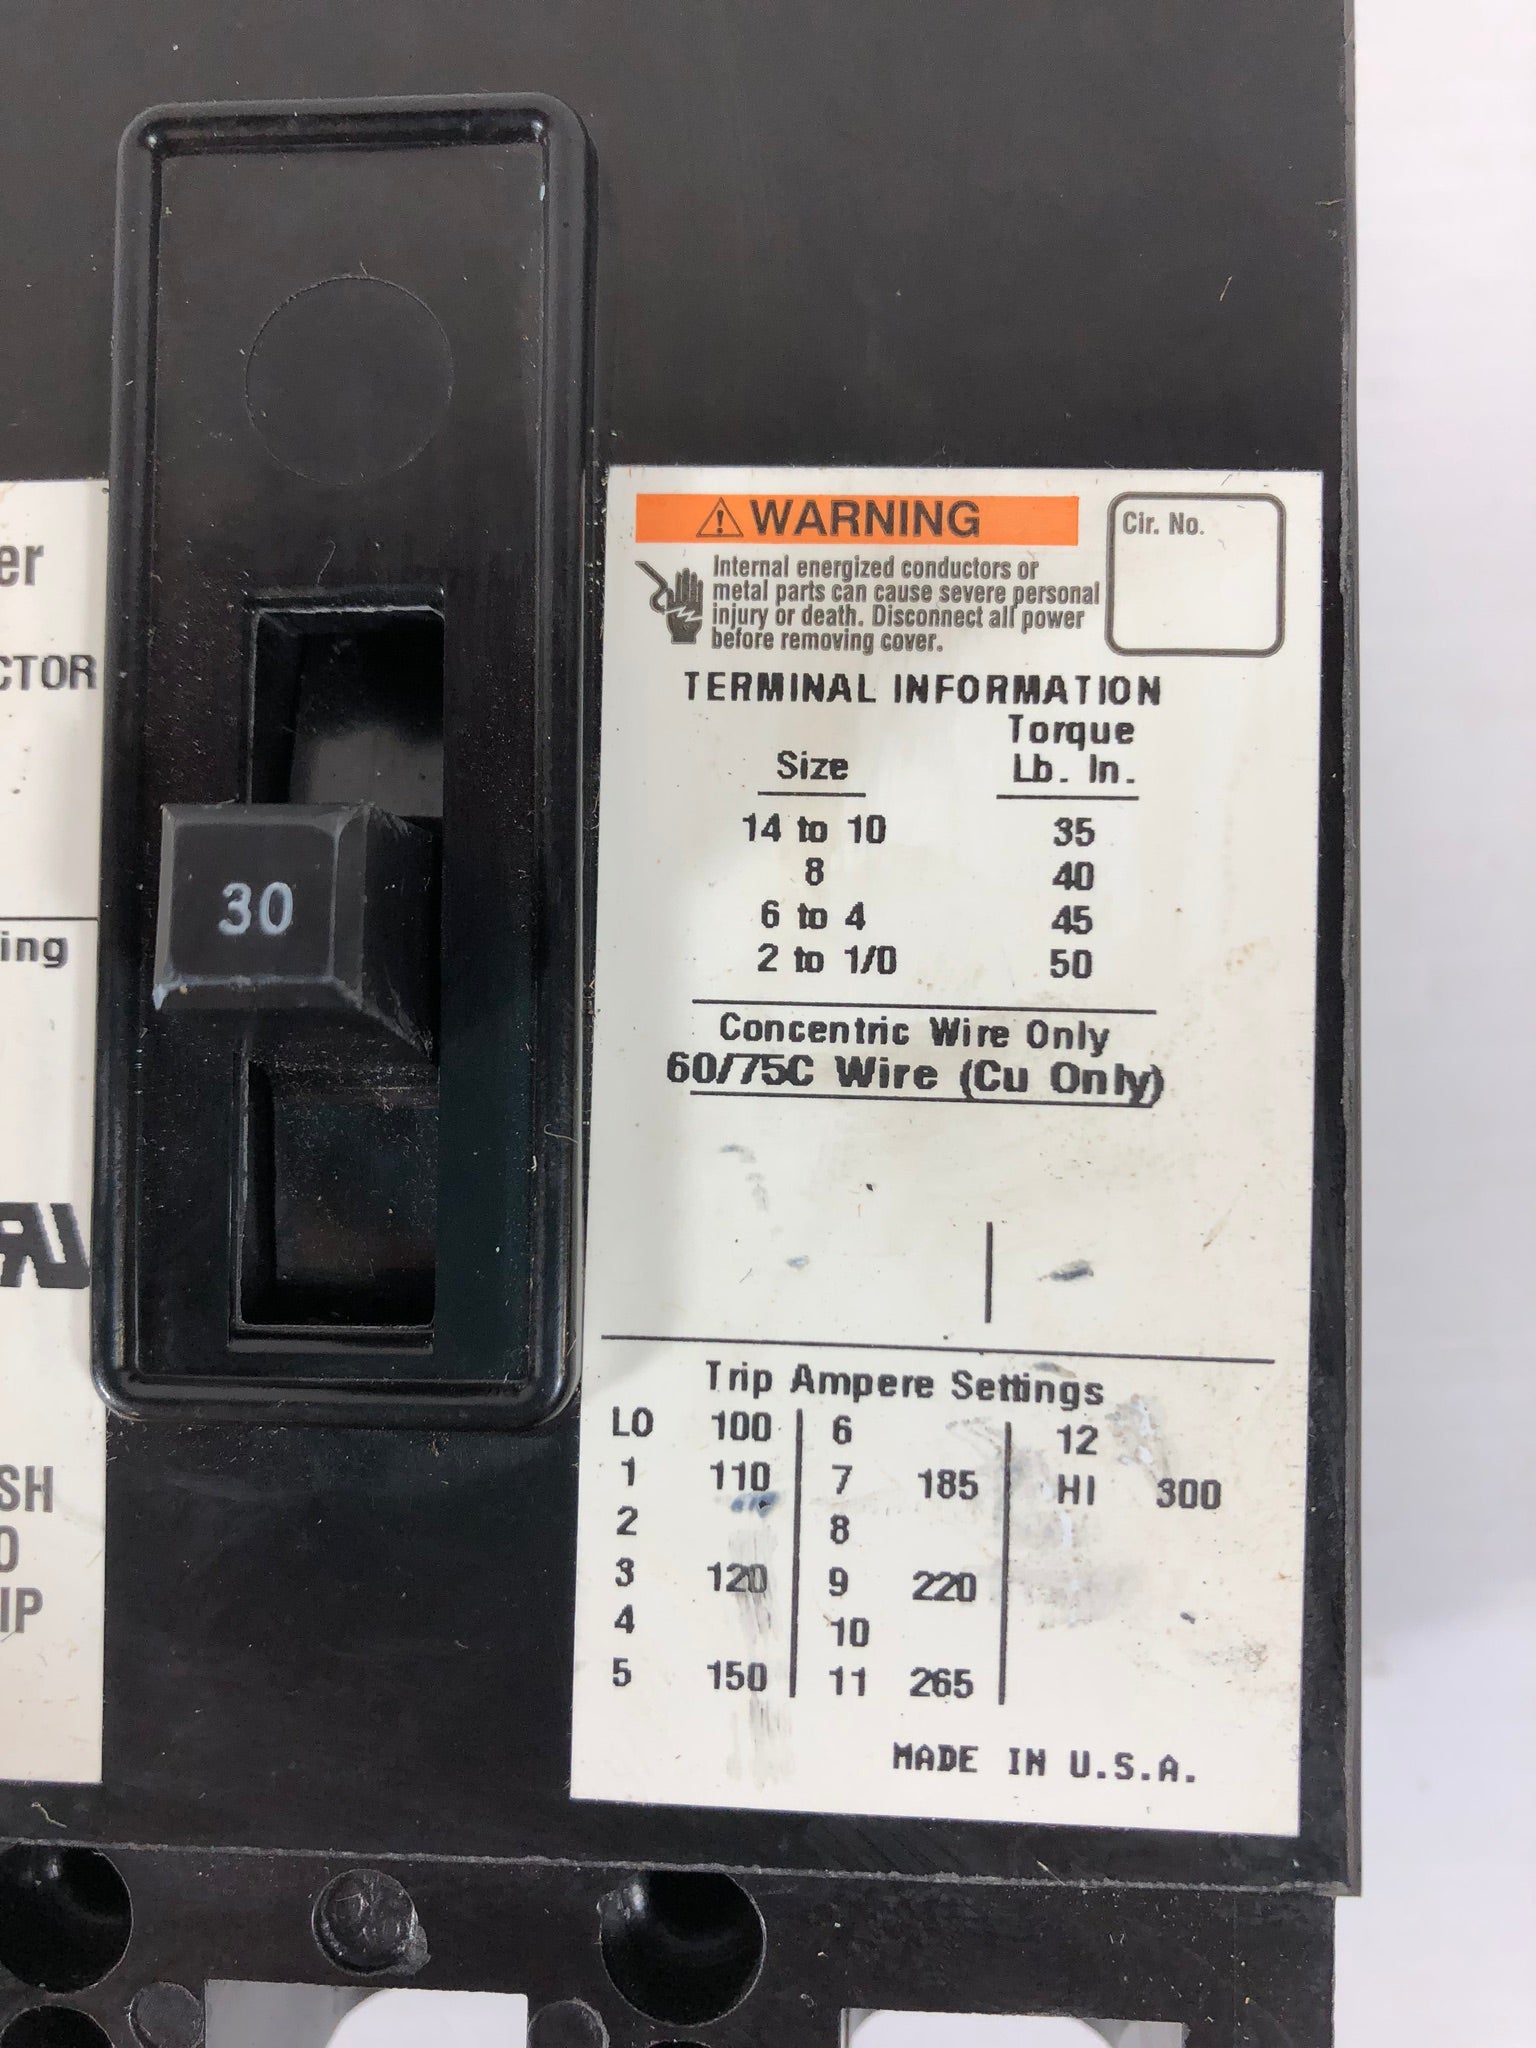 er
CTOR
ing
SH
O
IP
30
WARNING
Cir. No.
Internal energized conductors or
metal parts can cause severe personal
injury or death. Disconnect all power
before removing cover.
TERMINAL INFORMATION
Size Torque Lb. In.
14 to 10 35
8 40
6 to 4 45
2 to 1/0 50
Concentric Wire Only
60/75C Wire (Cu Only)
Trip Ampere Settings
LO 100 6 12
1 110 7 185 HI 300
2 8
3 120 9 220
4 10
5 150 11 265
MADE IN U.S.A.